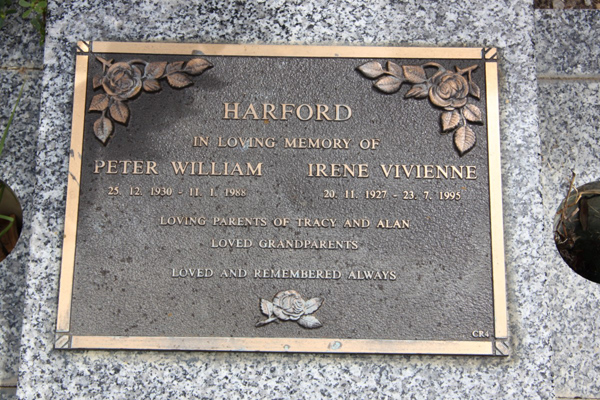 HARFORD
IN LOVING MEMORY OF
PETER WILLIAM IRENE VIVIENNE
25. 12. 1930 - 11. 1. 1988 20. 11. 1927 - 23. 7. 1995
LOVING PARENTS OF TRACY AND ALAN
LOVED GRANDPARENTS
LOVED AND REMEMBERED ALWAYS
CR4